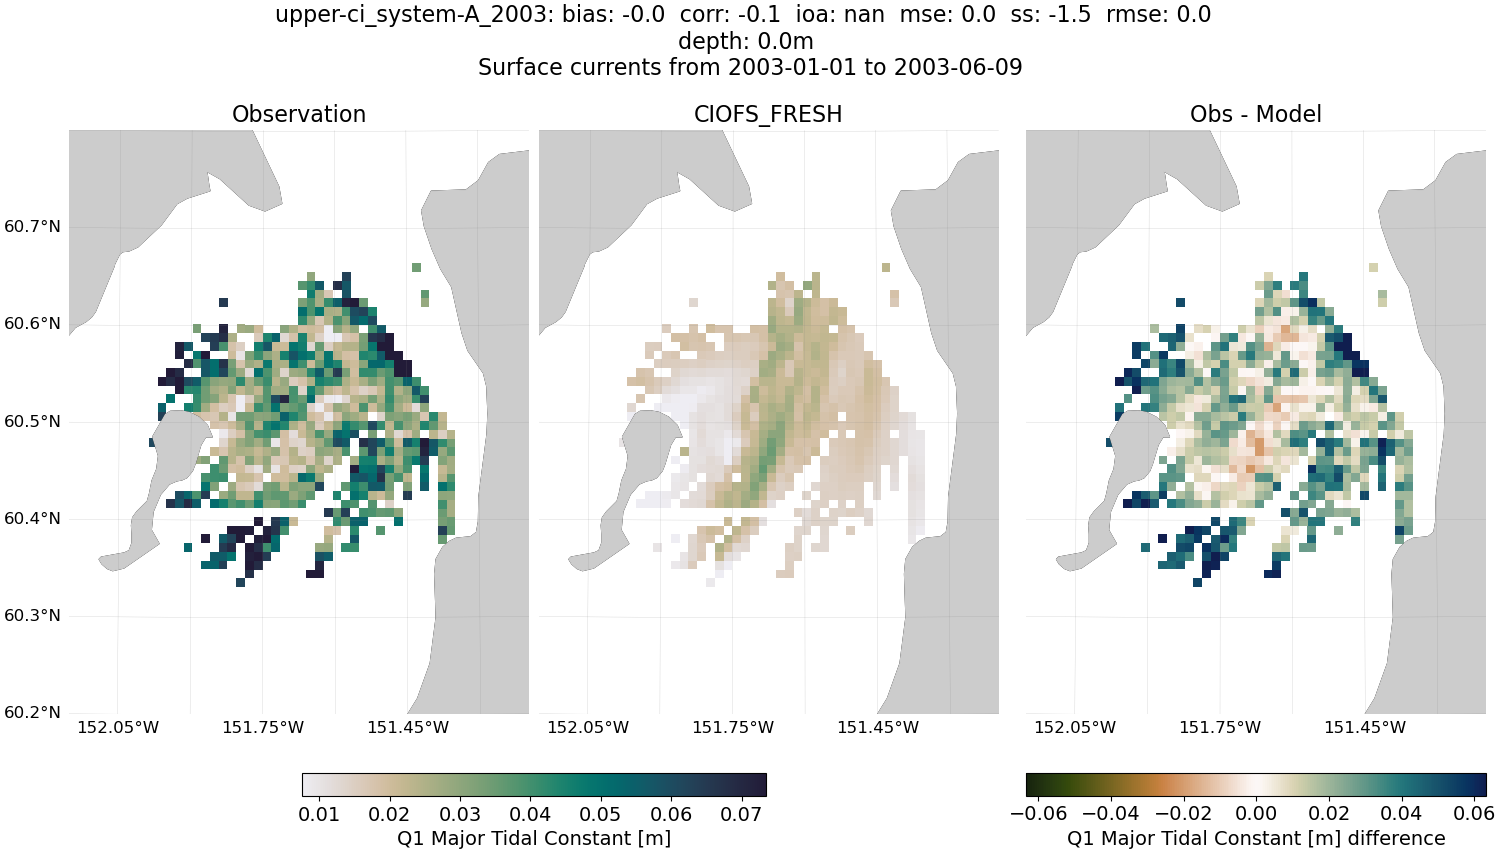 upper-ci_system-A_2003: bias: -0.0  corr: -0.1  ioa: nan  mse: 0.0  ss: -1.5  rmse: 0.0
depth: 0.0m
Surface currents from 2003-01-01 to 2003-06-09
Observation
CIOFS_FRESH
Obs - Model
60.7°N
60.6°N
60.5°N
60.4°N
60.3°N
60.2°N
152.05°W 151.75°W 151.45°W
152.05°W 151.75°W 151.45°W
152.05°W 151.75°W 151.45°W
0.01 0.02 0.03 0.04 0.05 0.06 0.07
Q1 Major Tidal Constant [m]
−0.06 −0.04 −0.02 0.00 0.02 0.04 0.06
Q1 Major Tidal Constant [m] difference